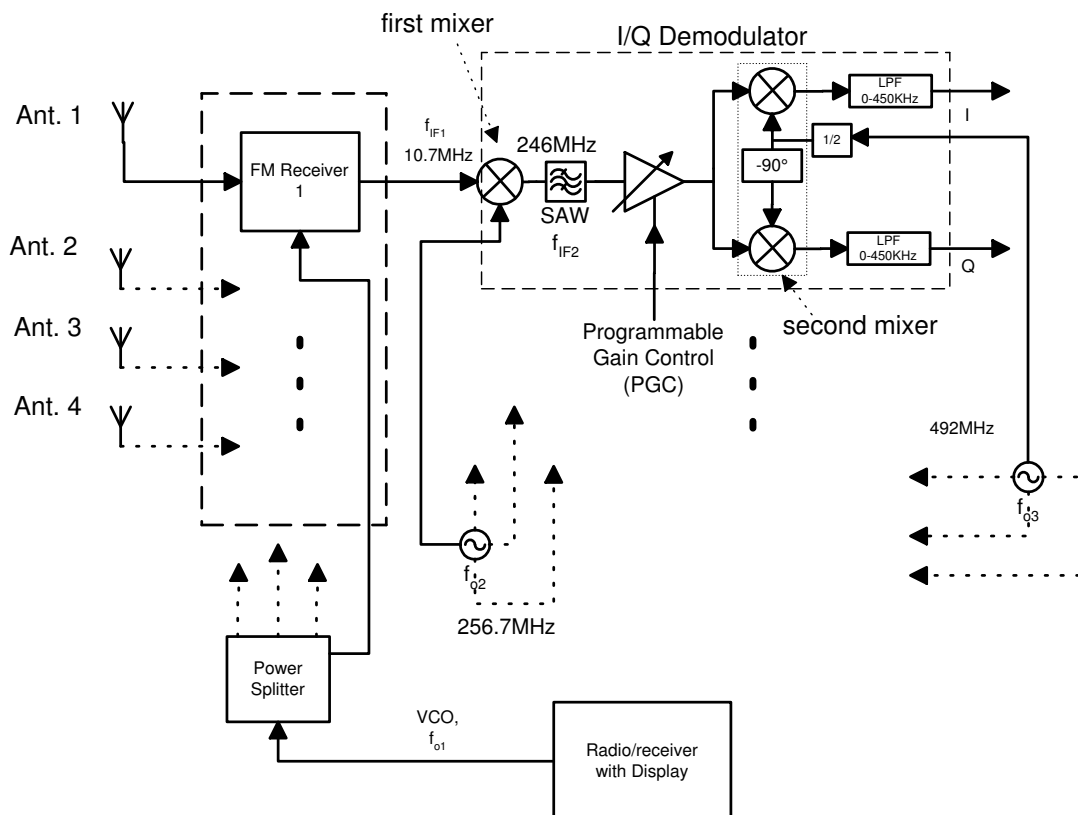 first mixer
I/Q Demodulator
Ant. 1
FM Receiver
1
f_IF1
10.7MHz
246MHz
SAW
f_IF2
LPF
0-450KHz
I
1/2
-90°
LPF
0-450KHz
Q
second mixer
Programmable
Gain Control
(PGC)
Ant. 2
Ant. 3
Ant. 4
492MHz
f_o3
f_o2
256.7MHz
Power
Splitter
VCO,
f_o1
Radio/receiver
with Display